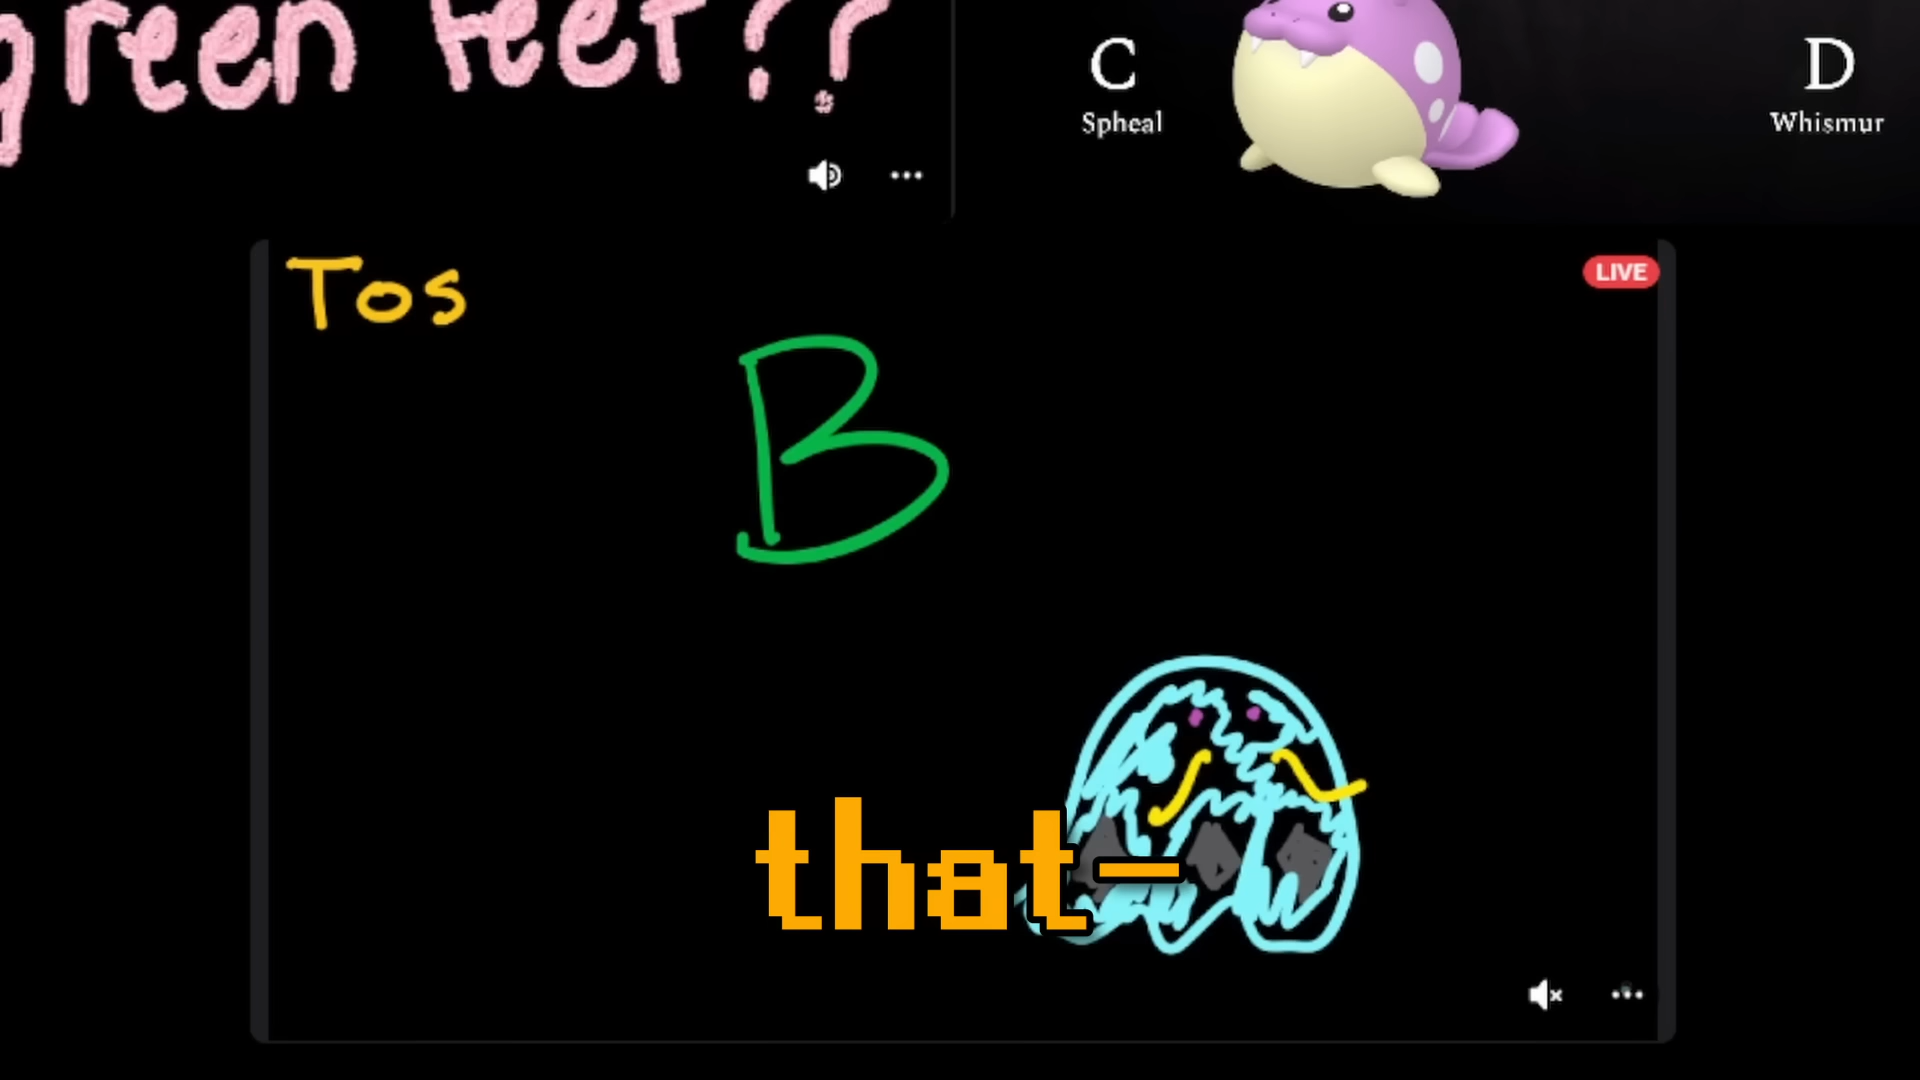 green feet??
C
Spheal
D
Whismur
Tos
LIVE
B
that-